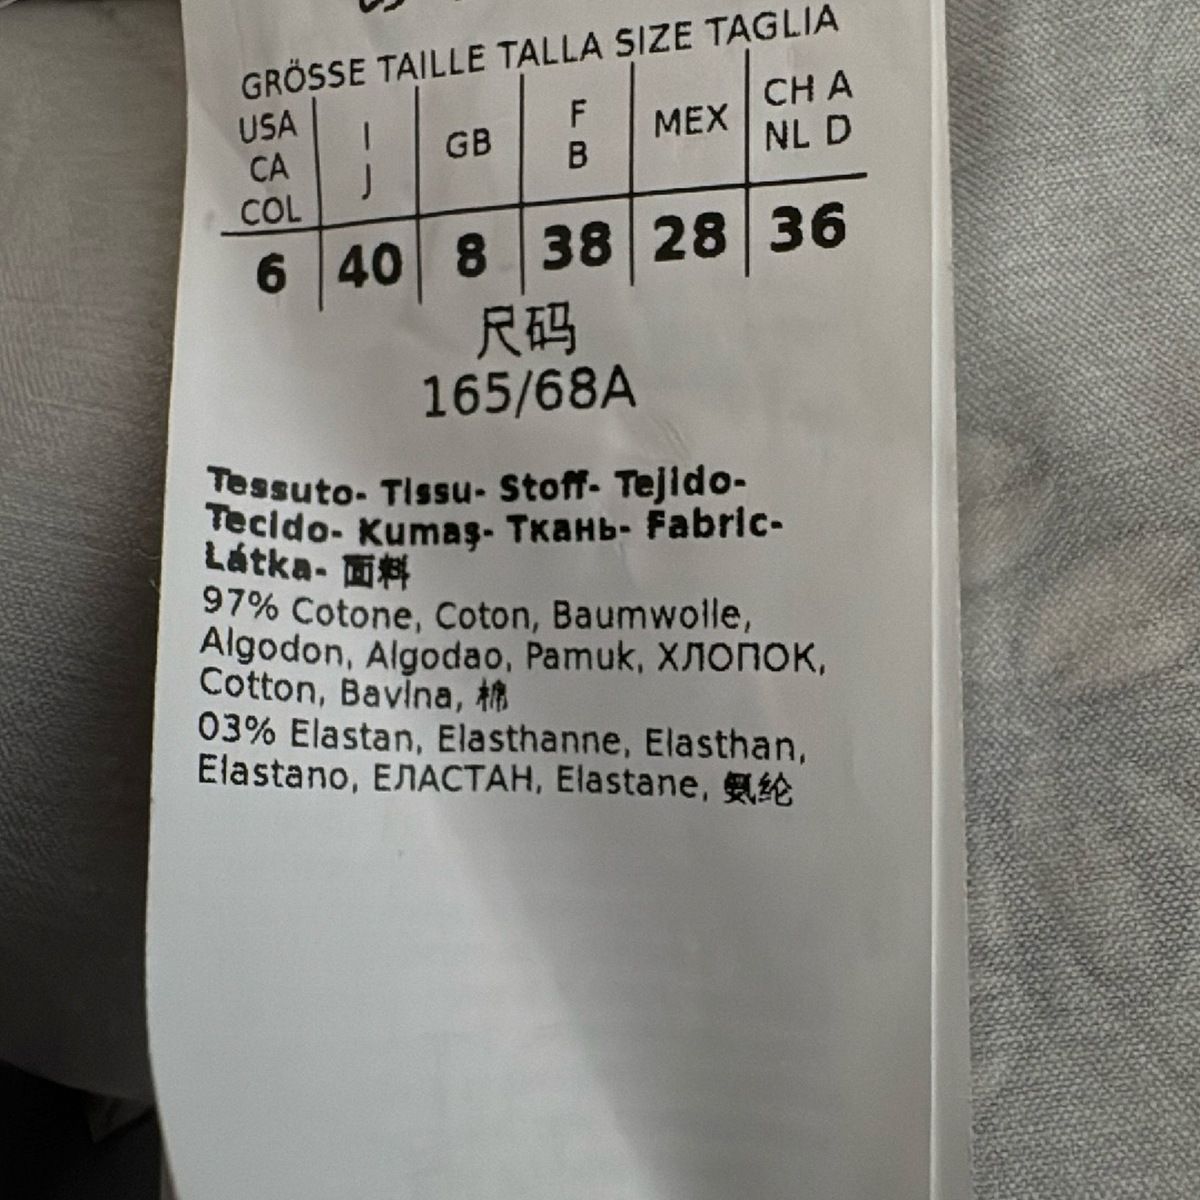 GRÖSSE TAILLE TALLA SIZE TAGLIA
USA CA COL I J GB F B MEX CH A NL D
6 40 8 38 28 36
尺码
165/68A
Tessuto- Tissu- Stoff- Tejido-
Tecido- Kumaş- Ткань- Fabric-
Látka- 面料
97% Cotone, Coton, Baumwolle,
Algodon, Algodao, Pamuk, ХЛОПОК,
Cotton, Bavlna, 棉
03% Elastan, Elasthanne, Elasthan,
Elastano, ЕЛАСТАН, Elastane, 氨纶